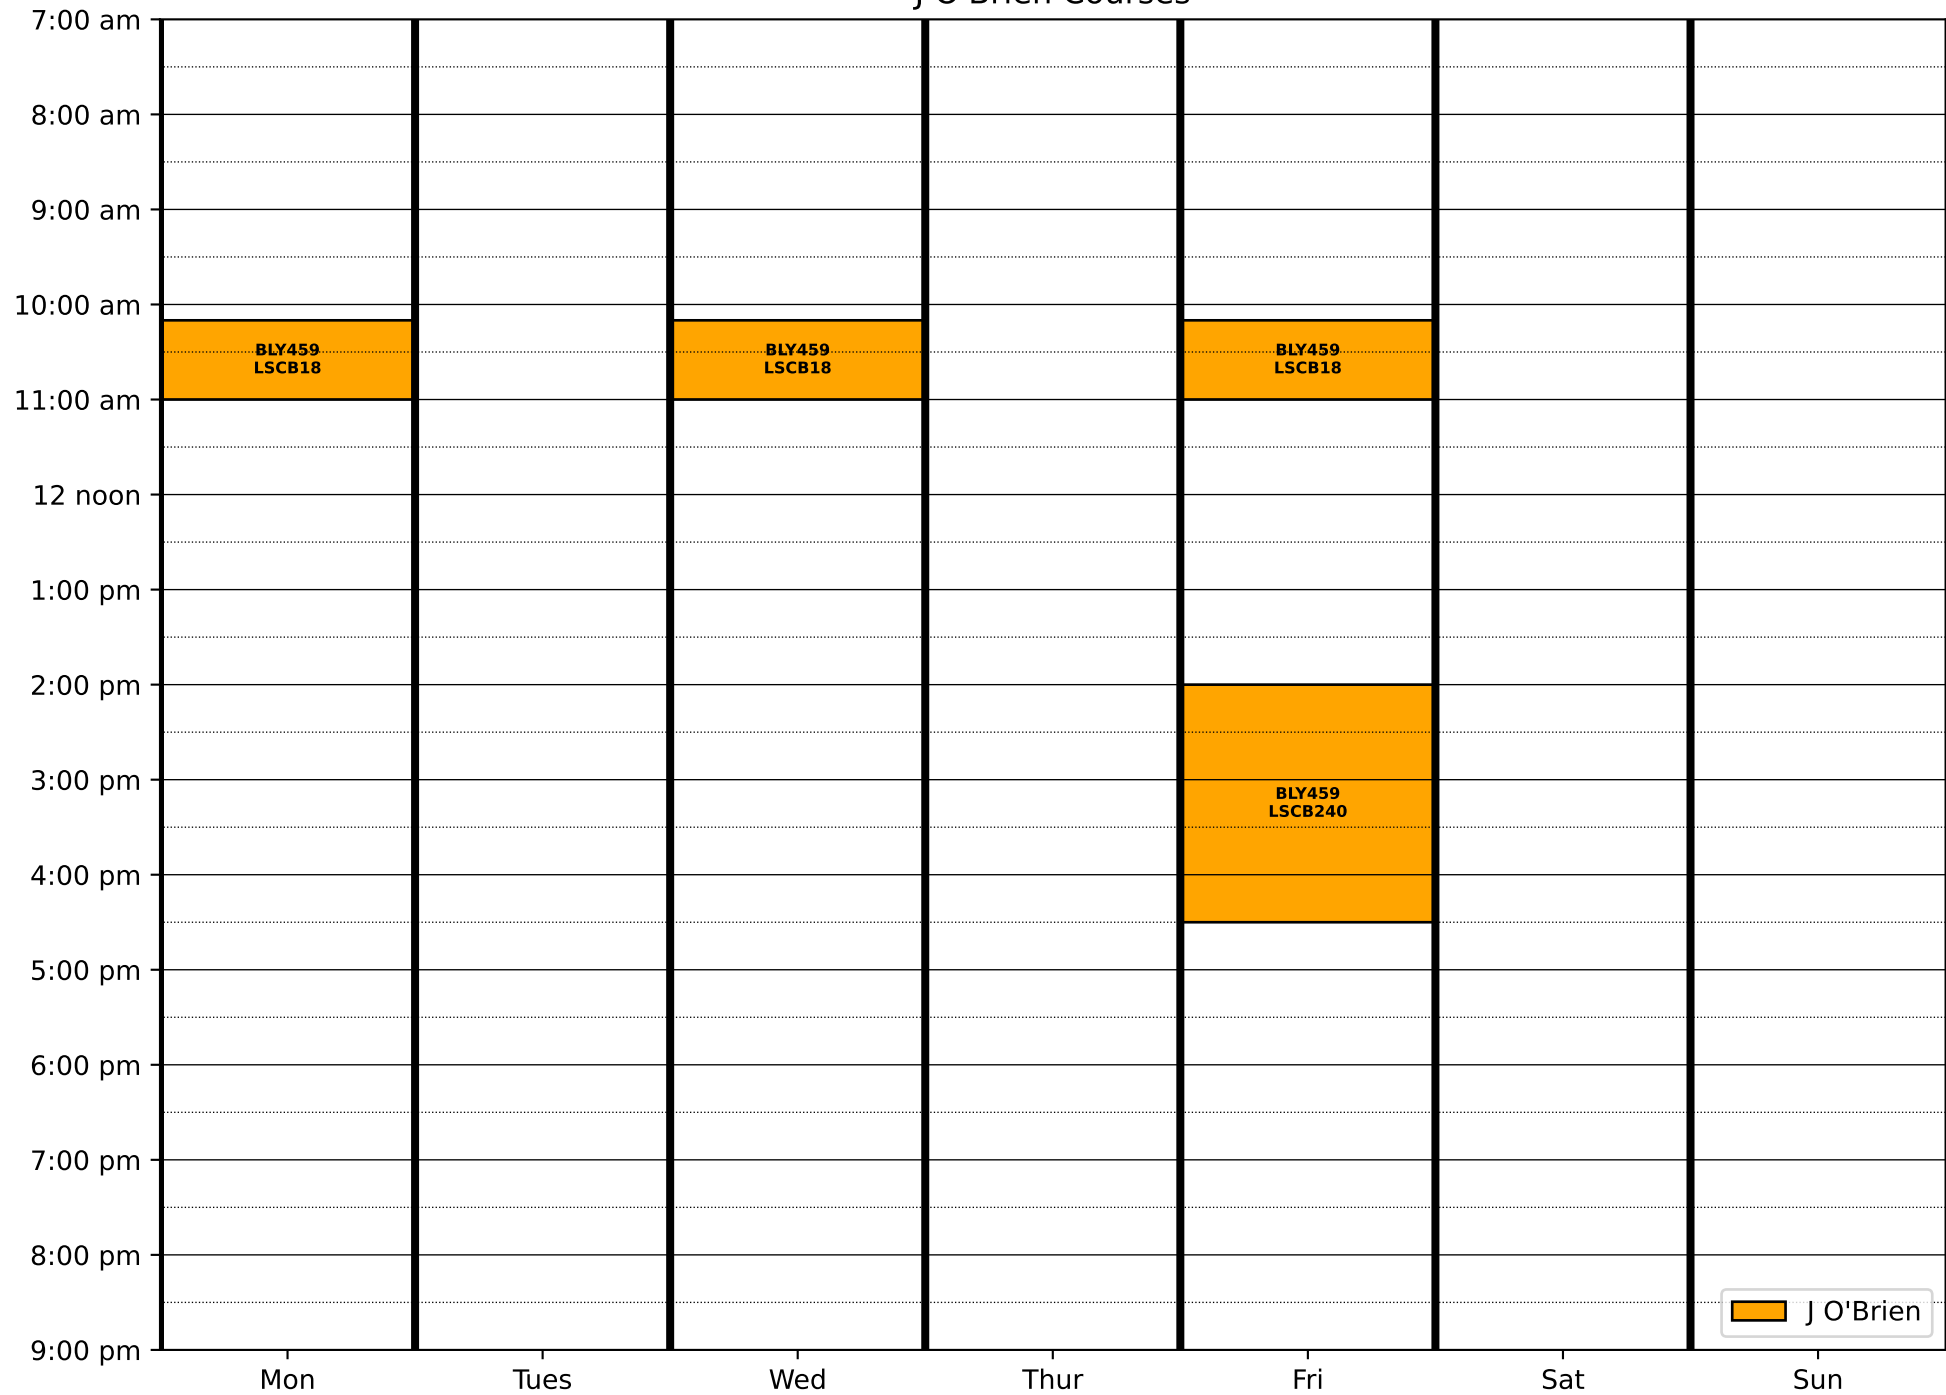 J O'Brien Courses
7:00 am
8:00 am
9:00 am
10:00 am
BLY459
LSCB18
BLY459
LSCB18
BLY459
LSCB18
11:00 am
12 noon
1:00 pm
2:00 pm
3:00 pm
BLY459
LSCB240
4:00 pm
5:00 pm
6:00 pm
7:00 pm
8:00 pm
J O'Brien
9:00 pm
Mon Tues Wed Thur Fri Sat Sun